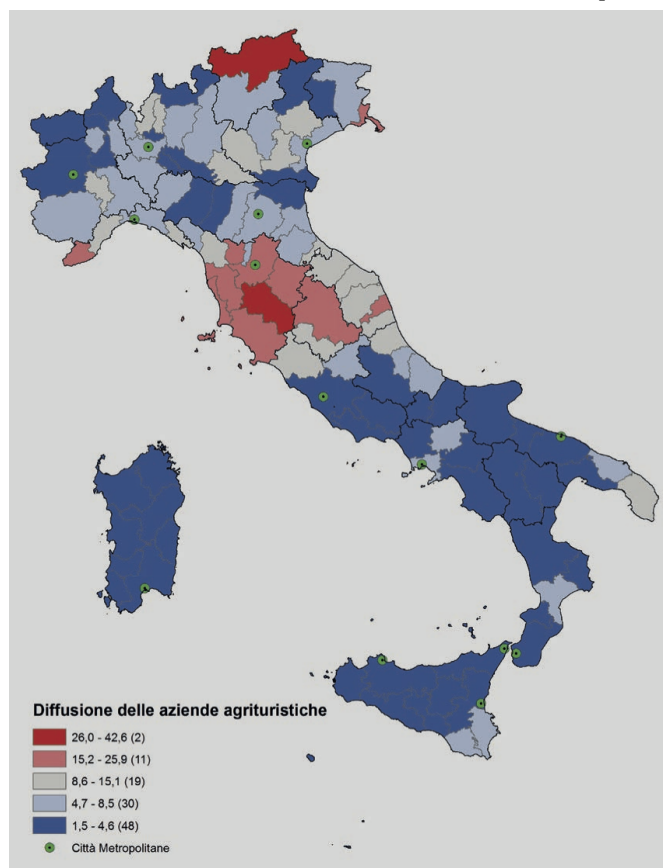 Diffusione delle aziende agrituristiche
26,0 - 42,6 (2)
15,2 - 25,9 (11)
8,6 - 15,1 (19)
4,7 - 8,5 (30)
1,5 - 4,6 (48)
Città Metropolitane